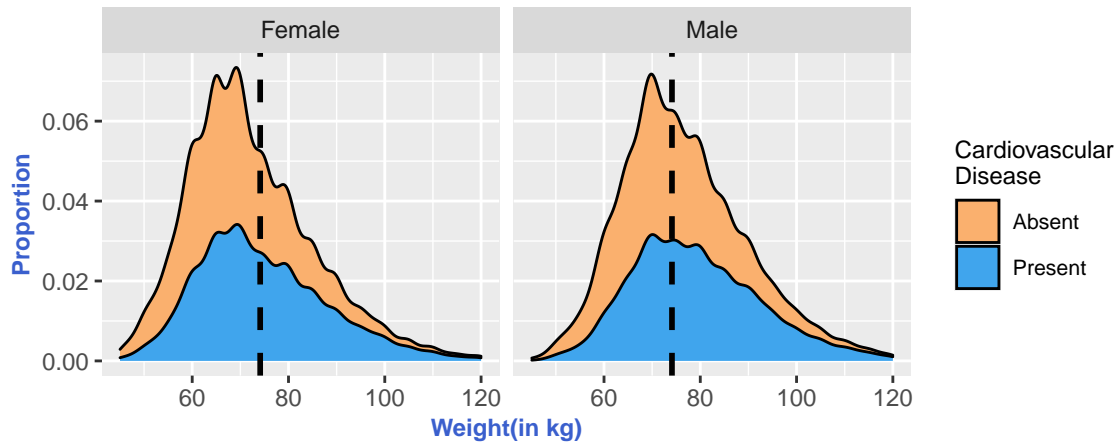 Female
Male
Proportion
0.06
0.04
0.02
0.00
60
80
100
120
60
80
100
120
Weight(in kg)
Cardiovascular
Disease
Absent
Present